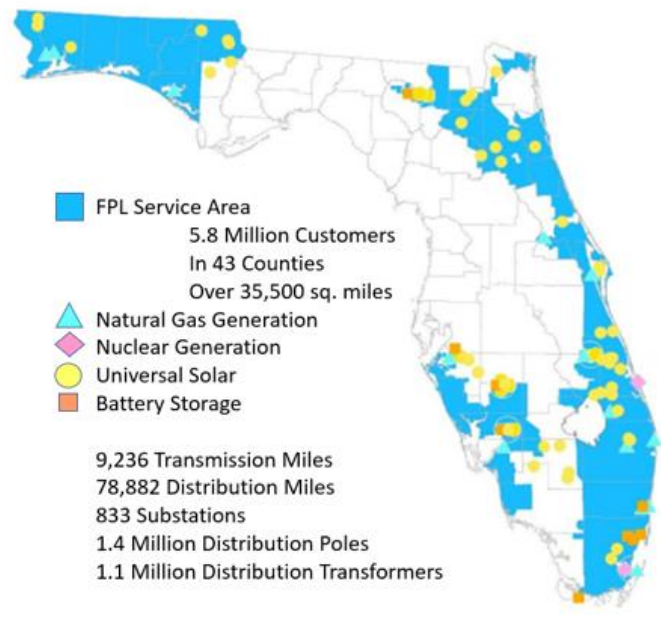 FPL Service Area
5.8 Million Customers
In 43 Counties
Over 35,500 sq. miles
Natural Gas Generation
Nuclear Generation
Universal Solar
Battery Storage
9,236 Transmission Miles
78,882 Distribution Miles
833 Substations
1.4 Million Distribution Poles
1.1 Million Distribution Transformers